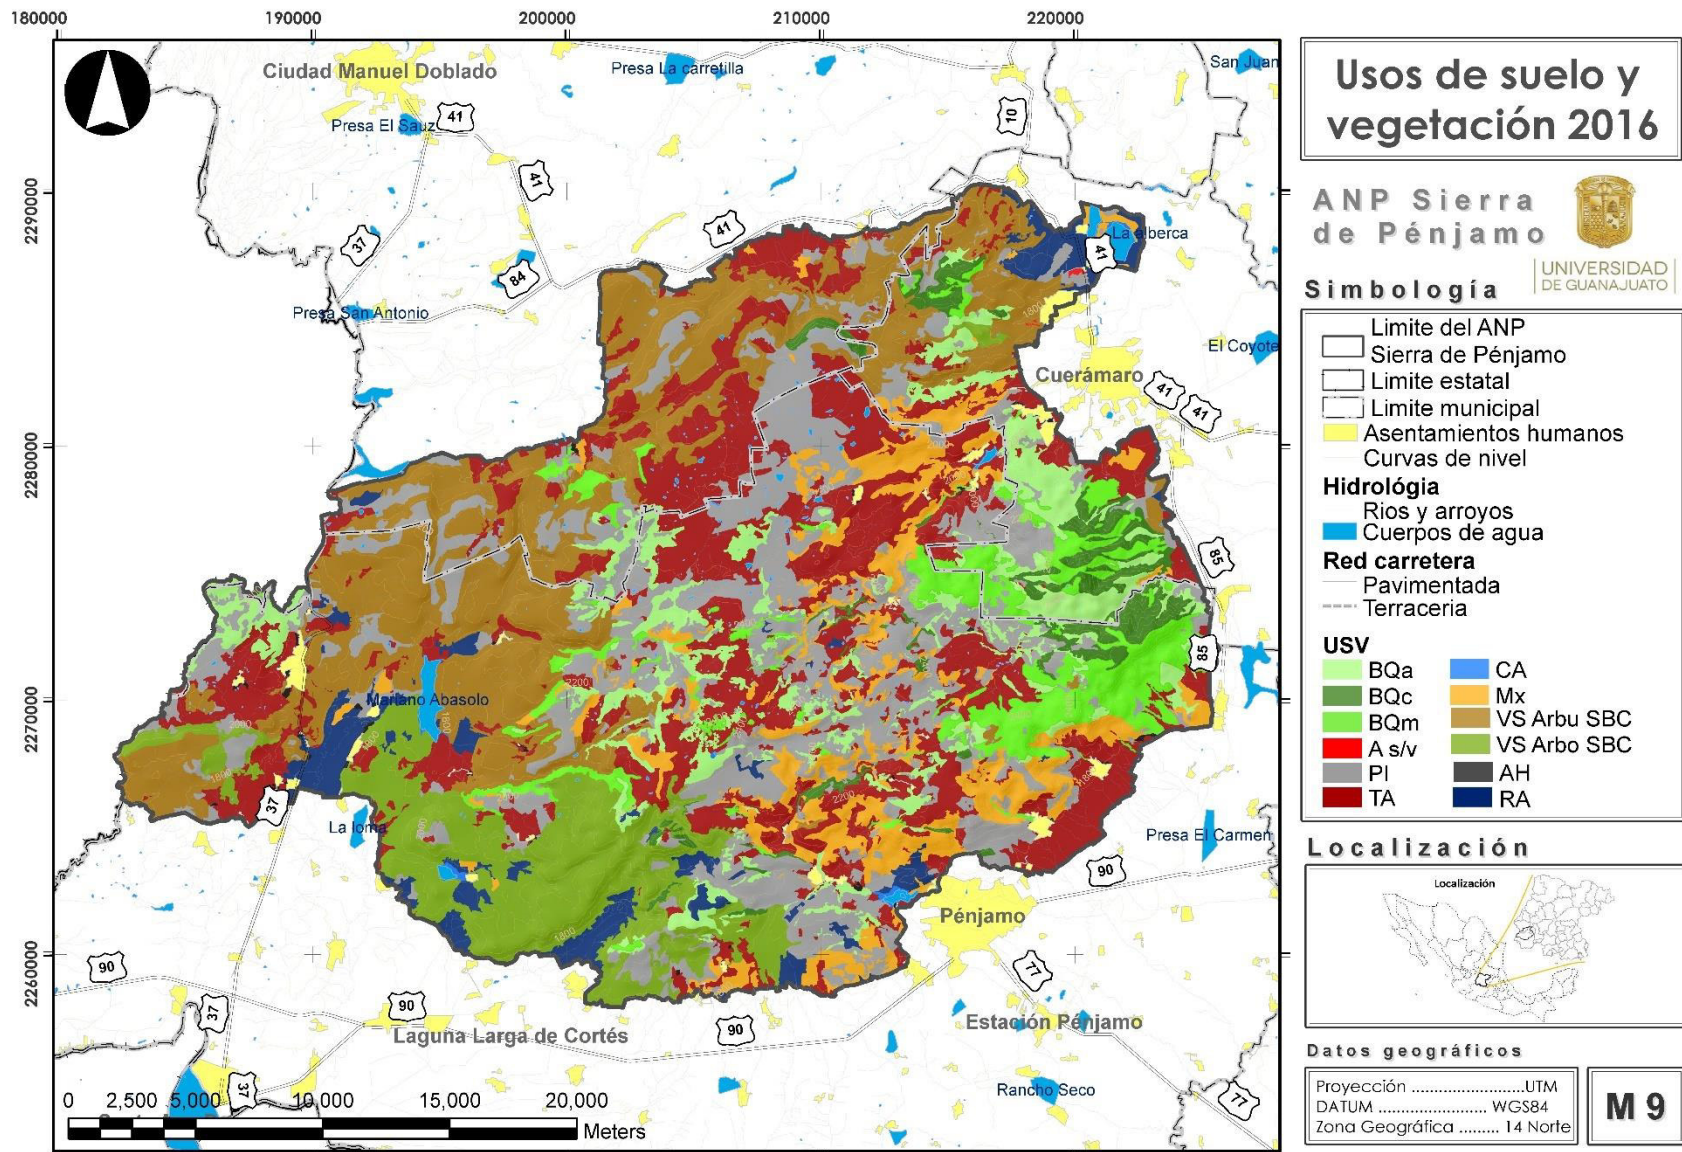 180000
190000
200000
210000
220000
2290000
2280000
2270000
2260000
Ciudad Manuel Doblado
Presa La carretilla
San Juan
10
41
Presa El Sauz
41
41
37
84
La alberca
41
Presa San Antonio
1800
El Coyote
Cuerámaro
41
41
85
85
2200
Mariano Abasolo
1800
1800
37
La loma
2200
Presa El Carmen
90
Pénjamo
1800
77
90
90
37
90
Estación Pénjamo
Laguna Larga de Cortés
Rancho Seco
37
77
0 2,500 5,000 10,000 15,000 20,000
Meters
Usos de suelo y
vegetación 2016
ANP Sierra
de Pénjamo
UNIVERSIDAD
DE GUANAJUATO
Simbología
Limite del ANP
Sierra de Pénjamo
Limite estatal
Limite municipal
Asentamientos humanos
Curvas de nivel
Hidrológia
Rios y arroyos
Cuerpos de agua
Red carretera
Pavimentada
Terraceria
USV
BQa
BQc
BQm
A s/v
PI
TA
CA
Mx
VS Arbu SBC
VS Arbo SBC
AH
RA
Localización
Localización
Datos geográficos
Proyección .........................UTM
DATUM ........................ WGS84
Zona Geográfica ......... 14 Norte
M 9